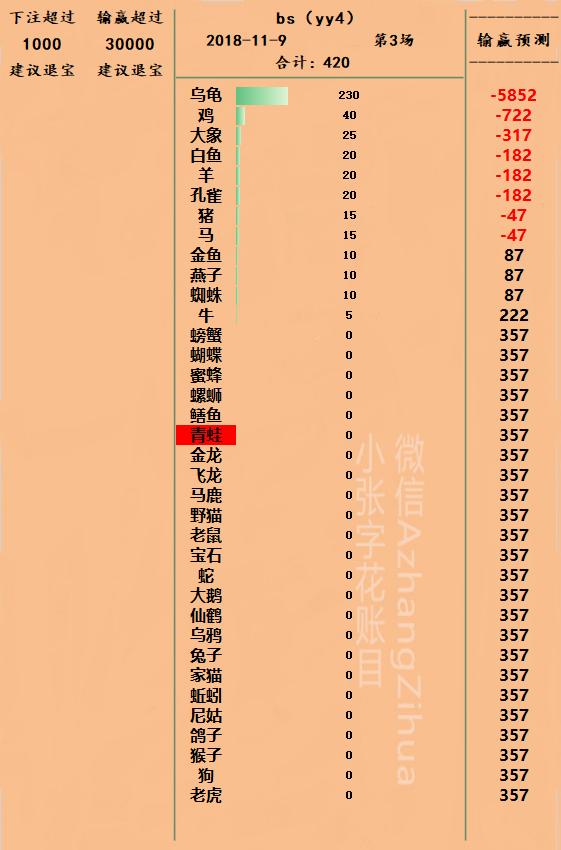 下注超过 输赢超过
1000 30000
建议退宝 建议退宝
bs（yy4）
2018-11-9 第3场
合计：420
----------
输赢预测
----------
乌龟 230 -5852
鸡 40 -722
大象 25 -317
白鱼 20 -182
羊 20 -182
孔雀 20 -182
猪 15 -47
马 15 -47
金鱼 10 87
燕子 10 87
蜘蛛 10 87
牛 5 222
螃蟹 0 357
蝴蝶 0 357
蜜蜂 0 357
螺蛳 0 357
鳝鱼 0 357
青蛙 0 357
金龙 0 357
飞龙 0 357
马鹿 0 357
野猫 0 357
老鼠 0 357
宝石 0 357
蛇 0 357
大鹅 0 357
仙鹤 0 357
乌鸦 0 357
兔子 0 357
家猫 0 357
蚯蚓 0 357
尼姑 0 357
鸽子 0 357
猴子 0 357
狗 0 357
老虎 0 357
微信AzhangZihua
小张字花账目